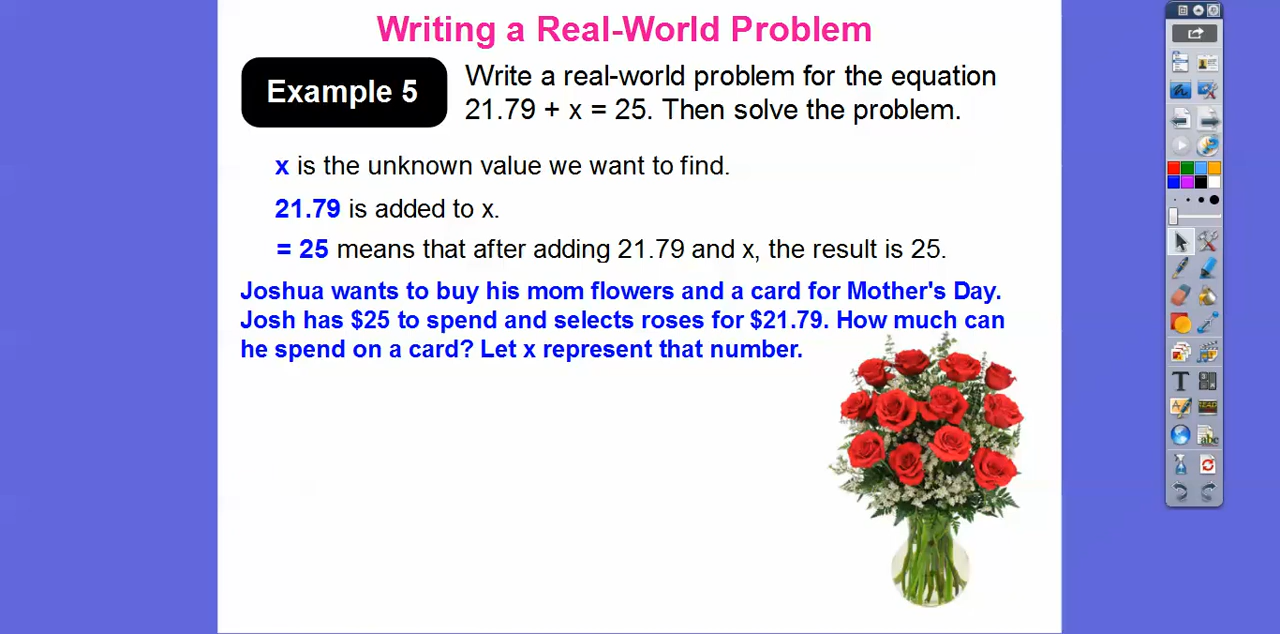 Writing a Real-World Problem
Example 5
Write a real-world problem for the equation
21.79 + x = 25. Then solve the problem.
x is the unknown value we want to find.
21.79 is added to x.
= 25 means that after adding 21.79 and x, the result is 25.
Joshua wants to buy his mom flowers and a card for Mother's Day.
Josh has $25 to spend and selects roses for $21.79. How much can
he spend on a card? Let x represent that number.